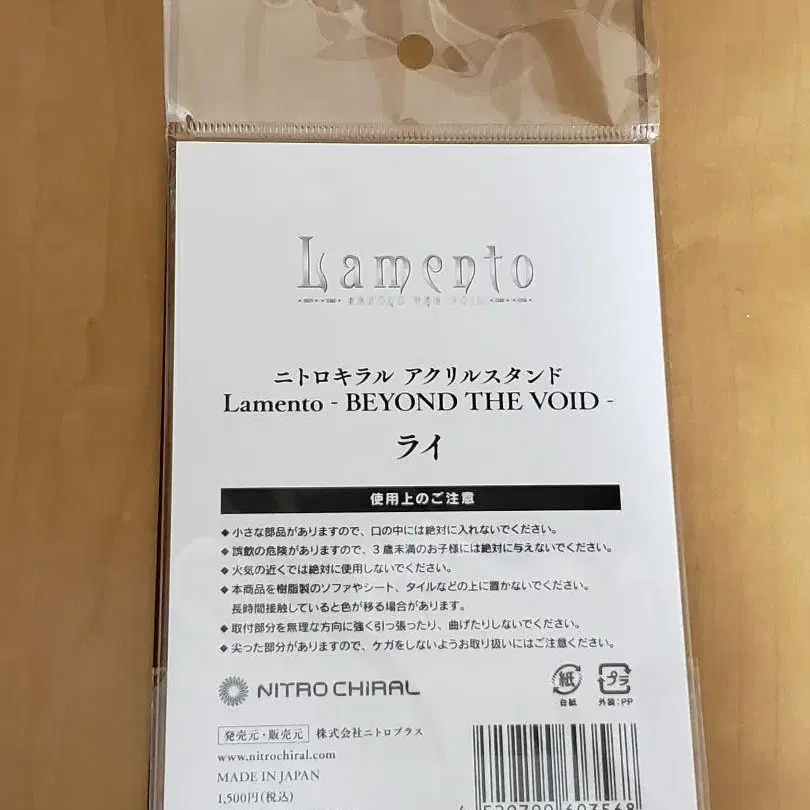 Lamento
BEYOND THE VOID
ニトロキラル アクリルスタンド
Lamento - BEYOND THE VOID -
ライ
使用上のご注意
◆小さな部品がありますので、口の中には絶対に入れないでください。
◆誤飲の危険がありますので、3歳未満のお子様には絶対に与えないでください。
◆火気の近くでは絶対に使用しないでください。
◆本商品を樹脂製のソファやシート、タイルなどの上に置かないでください。
長時間接触していると色が移る場合があります。
◆取付部分を無理な方向に強く引っ張ったり、曲げたりしないでください。
◆尖った部分がありますので、ケガをしないようお取り扱いにはご注意ください。
NITRO CHIRAL
紙 プラ
台紙 外装:PP
発売元・販売元 株式会社ニトロプラス
www.nitrochiral.com
MADE IN JAPAN
1,500円(税込)